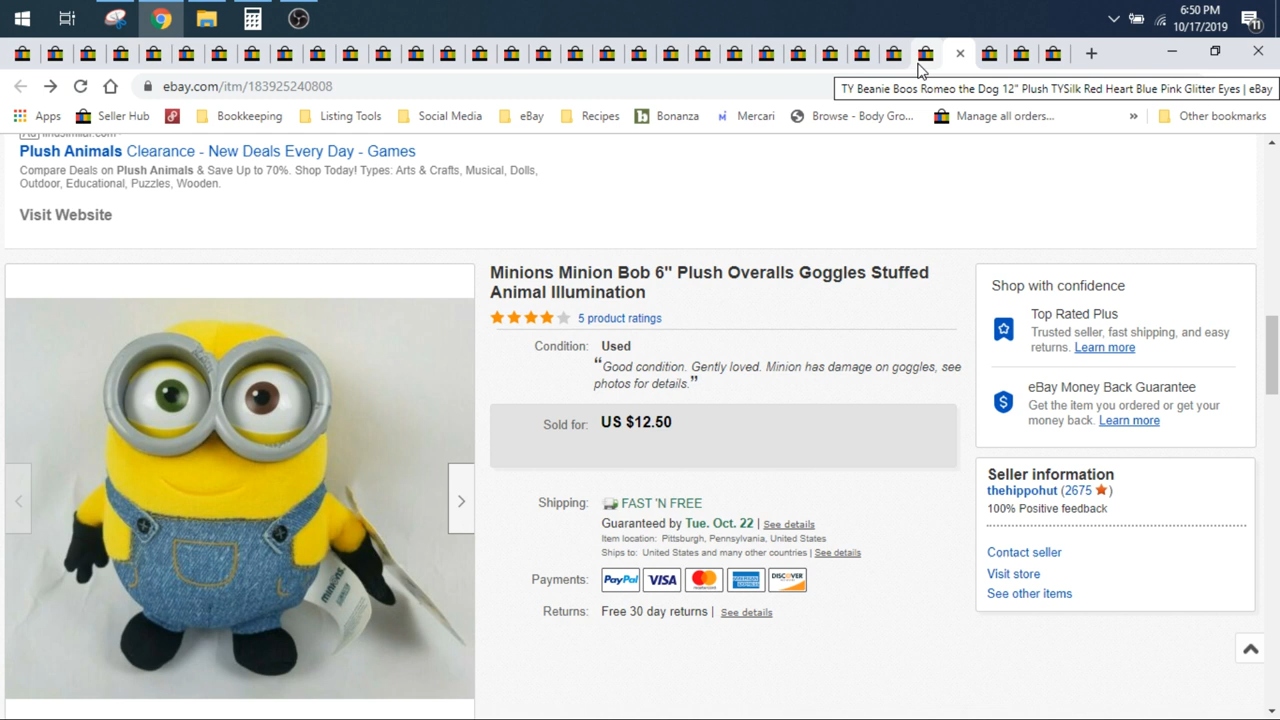 6:50 PM
10/17/2019
11
ebay.com/itm/183925240808
TY Beanie Boos Romeo the Dog 12" Plush TYSilk Red Heart Blue Pink Glitter Eyes | eBay
Apps
Seller Hub
Bookkeeping
Listing Tools
Social Media
eBay
Recipes
Bonanza
Mercari
Browse - Body Gro...
Manage all orders...
»
Other bookmarks
Plush Animals Clearance - New Deals Every Day - Games
Compare Deals on Plush Animals & Save Up to 70%. Shop Today! Types: Arts & Crafts, Musical, Dolls,
Outdoor, Educational, Puzzles, Wooden.
Visit Website
Minions Minion Bob 6" Plush Overalls Goggles Stuffed
Animal Illumination
5 product ratings
Condition: Used
“Good condition. Gently loved. Minion has damage on goggles, see
photos for details.”
Sold for: US $12.50
Shipping: FAST 'N FREE
Guaranteed by Tue. Oct. 22 | See details
Item location: Pittsburgh, Pennsylvania, United States
Ships to: United States and many other countries | See details
Payments: PayPal VISA mastercard AMERICAN EXPRESS DISCOVER
Returns: Free 30 day returns | See details
Shop with confidence
Top Rated Plus
Trusted seller, fast shipping, and easy
returns. Learn more
eBay Money Back Guarantee
Get the item you ordered or get your
money back. Learn more
Seller information
thehippohut (2675 )
100% Positive feedback
Contact seller
Visit store
See other items